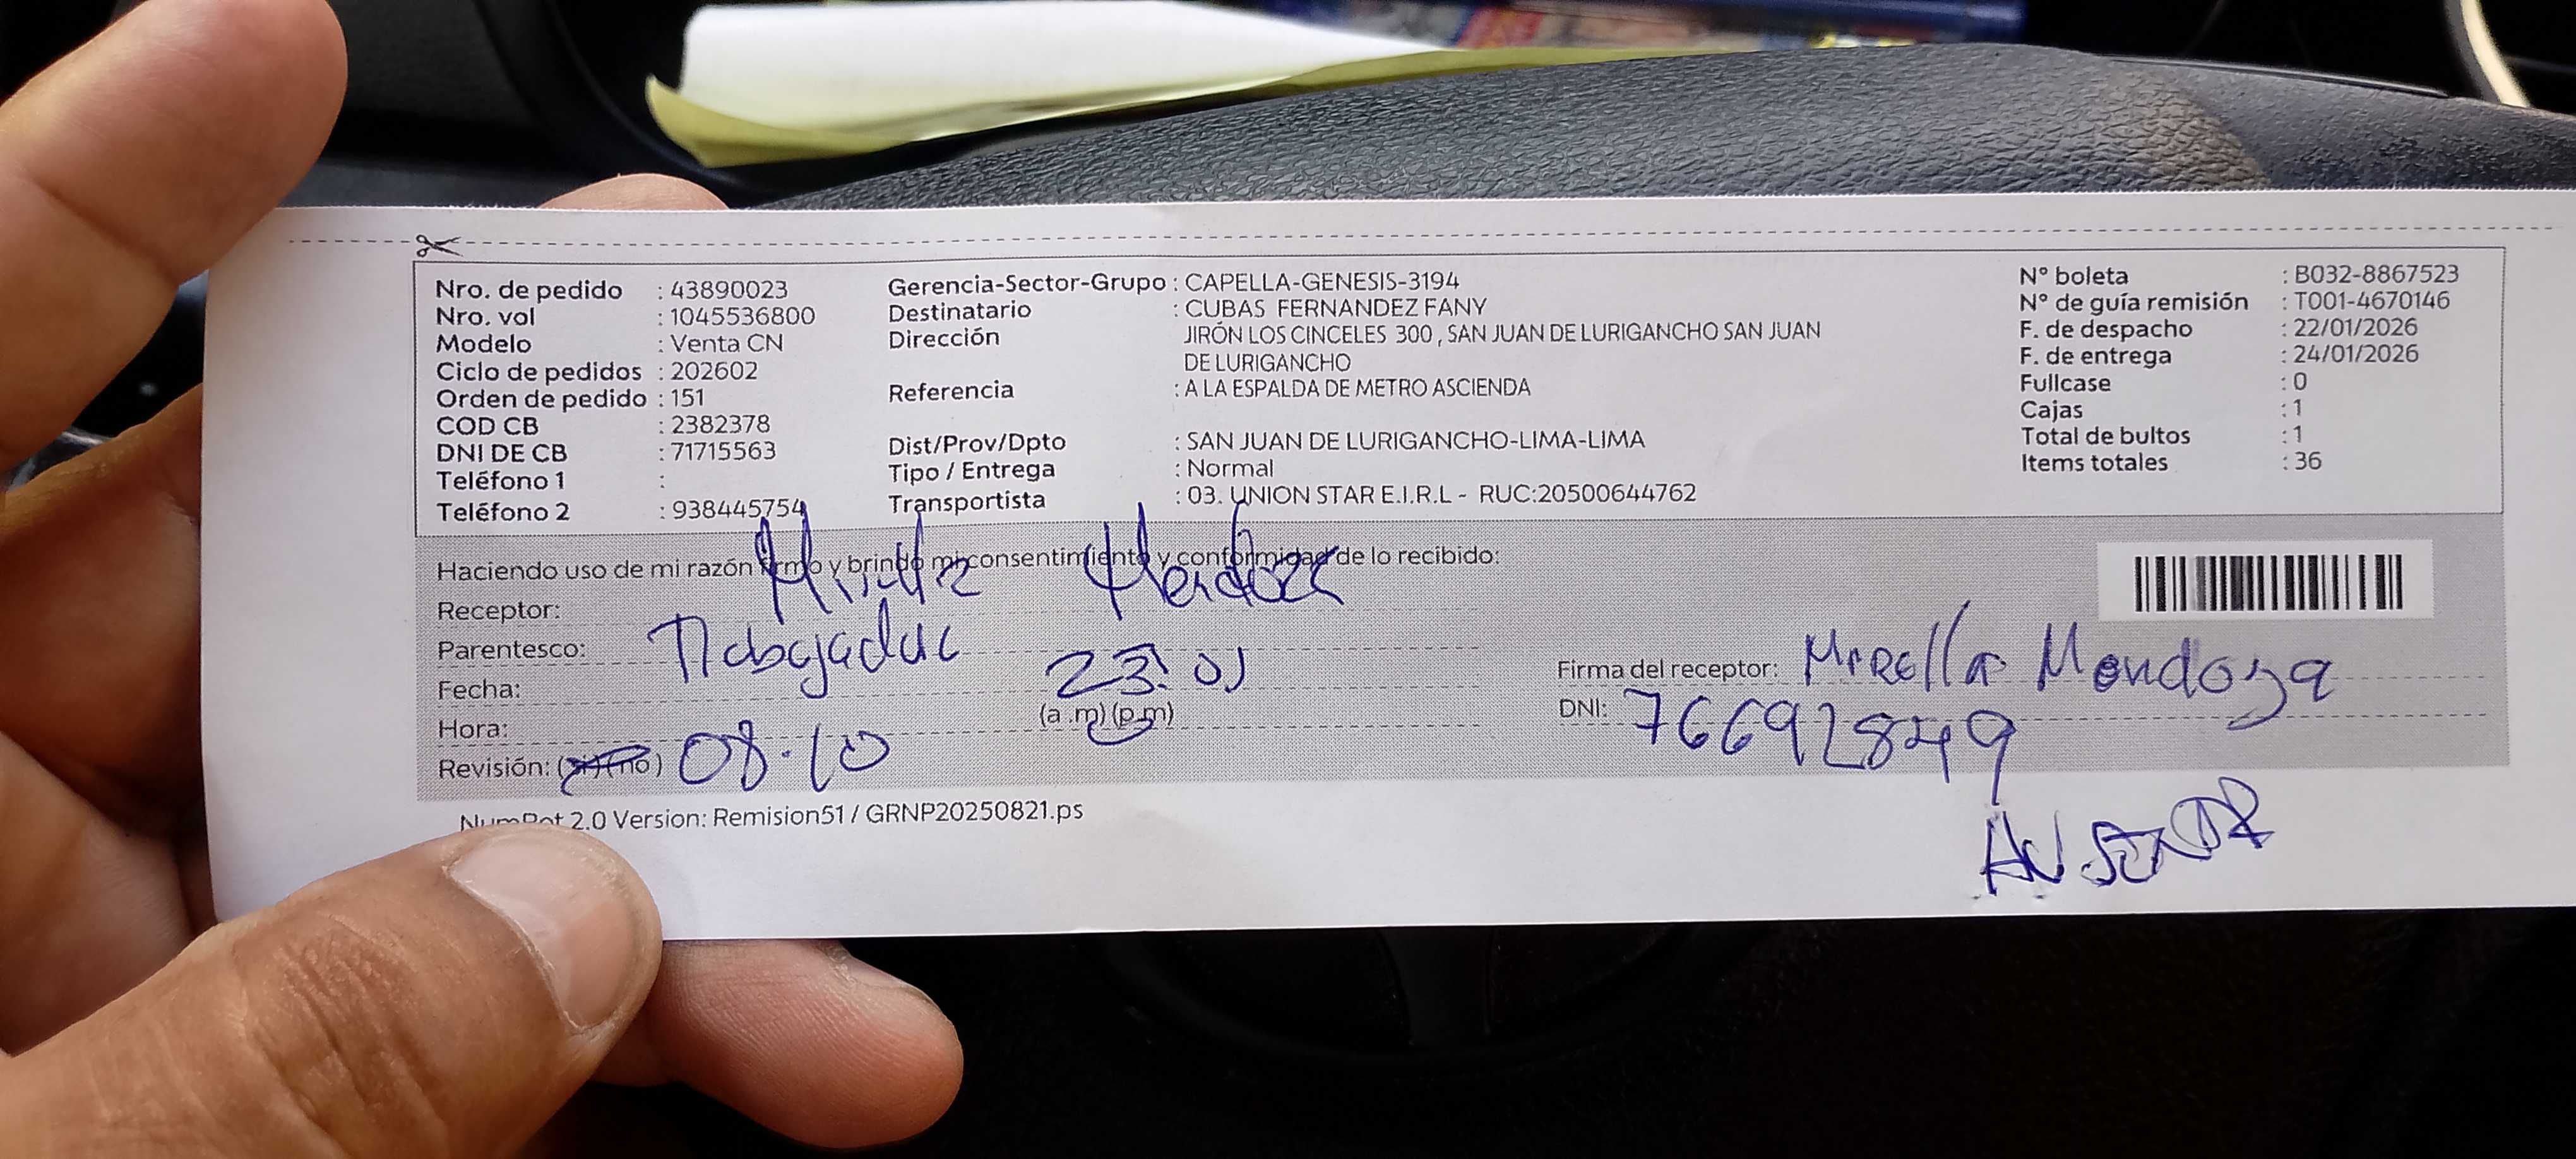 Nro. de pedido : 43890023
Nro. vol : 1045536800
Modelo : Venta CN
Ciclo de pedidos : 202602
Orden de pedido : 151
COD CB : 2382378
DNI DE CB : 71715563
Teléfono 1 :
Teléfono 2 : 938445754
Gerencia-Sector-Grupo : CAPELLA-GENESIS-3194
Destinatario : CUBAS FERNANDEZ FANY
Dirección JIRÓN LOS CINCELES 300 , SAN JUAN DE LURIGANCHO SAN JUAN
DE LURIGANCHO
Referencia : A LA ESPALDA DE METRO ASCIENDA
Dist/Prov/Dpto : SAN JUAN DE LURIGANCHO-LIMA-LIMA
Tipo / Entrega : Normal
Transportista : 03. UNION STAR E.I.R.L - RUC:20500644762
N° boleta : B032-8867523
N° de guía remisión : T001-4670146
F. de despacho : 22/01/2026
F. de entrega : 24/01/2026
Fullcase : 0
Cajas : 1
Total de bultos : 1
Items totales : 36
Haciendo uso de mi razón firmo y brindo mi consentimiento y conformidad de lo recibido:
Receptor: Mendoza
Parentesco:
Fecha: 23. 01
Hora: (a .m) (p.m)
Revisión: (si) (no) 08.10
Firma del receptor: MIRELLA Mendoza
DNI: 76692849
NumPot 2.0 Version: Remision51 / GRNP20250821.ps